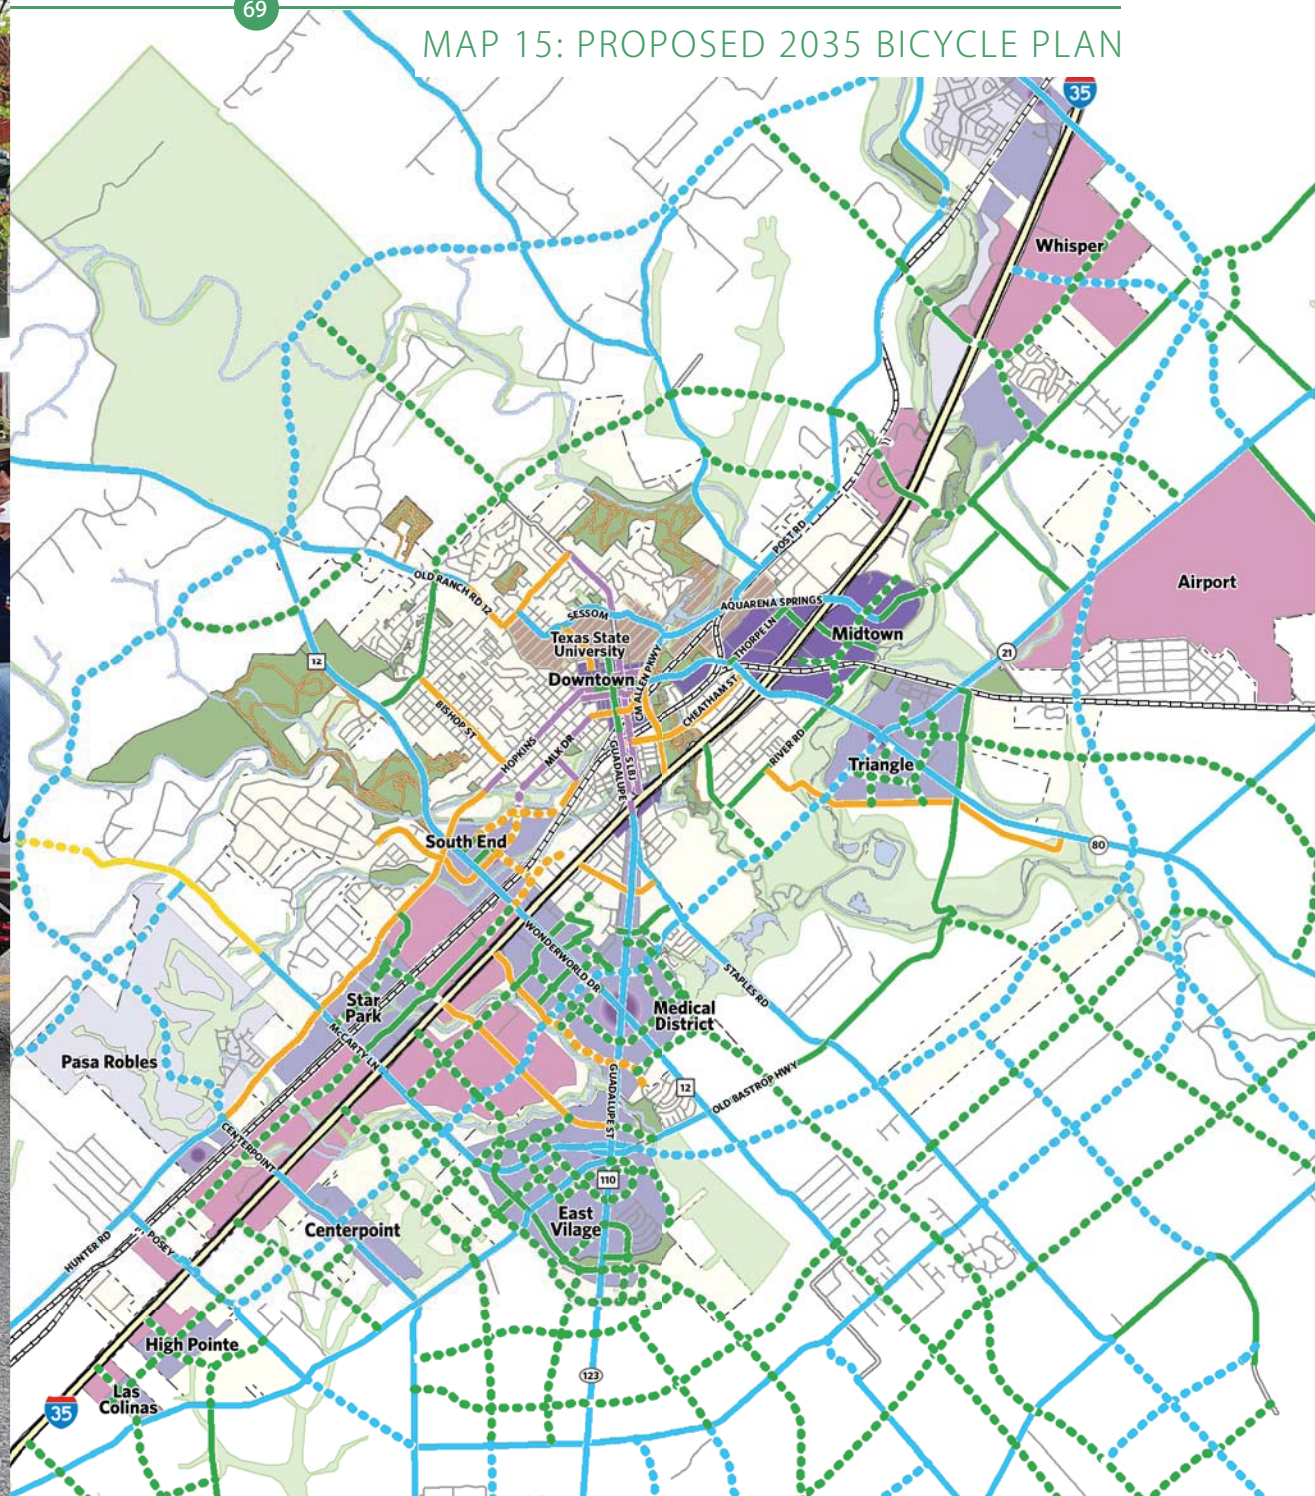 69
MAP 15: PROPOSED 2035 BICYCLE PLAN
35
Whisper
POST RD
OLD RANCH RD 12
SESSOM
AQUARENA SPRINGS
Airport
Texas State
University
THORPE LN
Midtown
12
21
Downtown
CM ALLEN PKWY
CHEATHAM ST
BISHOP ST
HOPKINS
MLK DR
GUADALUPE
S LBJ
RIVER RD
Triangle
South End
80
WONDERWORLD DR
STAPLES RD
Star
Park
Medical
District
McCARTY LN
Pasa Robles
12
OLD BASTROP HWY
GUADALUPE ST
CENTERPOINT
110
East
Vilage
Centerpoint
HUNTER RD
POSEY
High Pointe
123
Las
Colinas
35